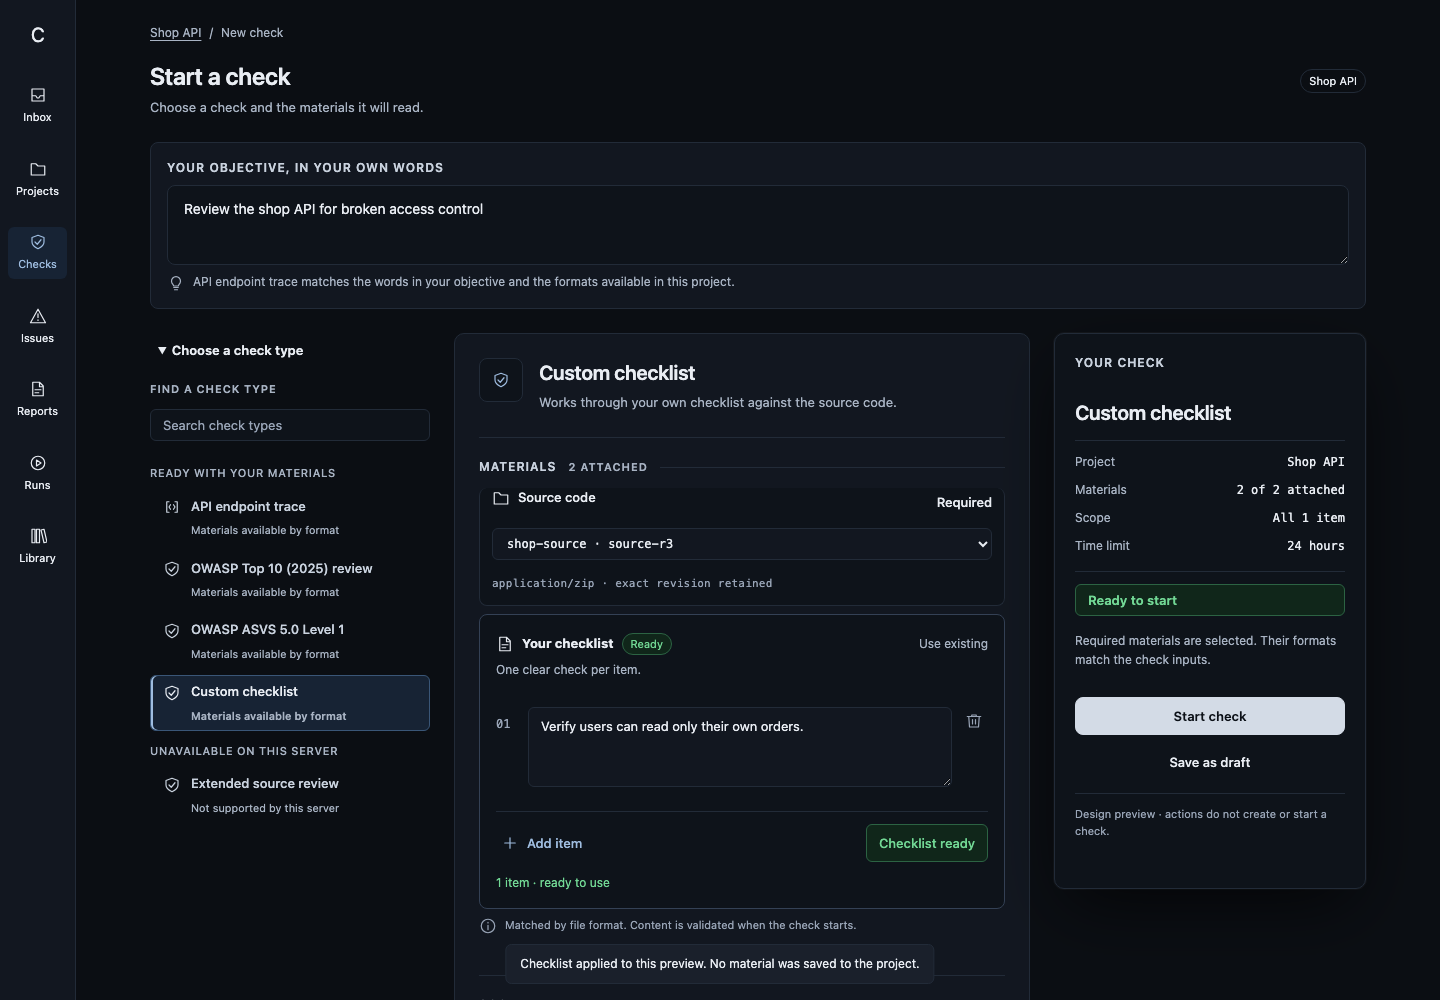 C
Inbox
Projects
Checks
Issues
Reports
Runs
Library
Shop API / New check
Start a check
Choose a check and the materials it will read.
Shop API
YOUR OBJECTIVE, IN YOUR OWN WORDS
Review the shop API for broken access control
API endpoint trace matches the words in your objective and the formats available in this project.
Choose a check type
FIND A CHECK TYPE
Search check types
READY WITH YOUR MATERIALS
API endpoint trace
Materials available by format
OWASP Top 10 (2025) review
Materials available by format
OWASP ASVS 5.0 Level 1
Materials available by format
Custom checklist
Materials available by format
UNAVAILABLE ON THIS SERVER
Extended source review
Not supported by this server
Custom checklist
Works through your own checklist against the source code.
MATERIALS 2 ATTACHED
Source code
Required
shop-source · source-r3
application/zip · exact revision retained
Your checklist Ready
Use existing
One clear check per item.
01
Verify users can read only their own orders.
Add item
Checklist ready
1 item · ready to use
Matched by file format. Content is validated when the check starts.
Checklist applied to this preview. No material was saved to the project.
YOUR CHECK
Custom checklist
Project Shop API
Materials 2 of 2 attached
Scope All 1 item
Time limit 24 hours
Ready to start
Required materials are selected. Their formats
match the check inputs.
Start check
Save as draft
Design preview · actions do not create or start a
check.